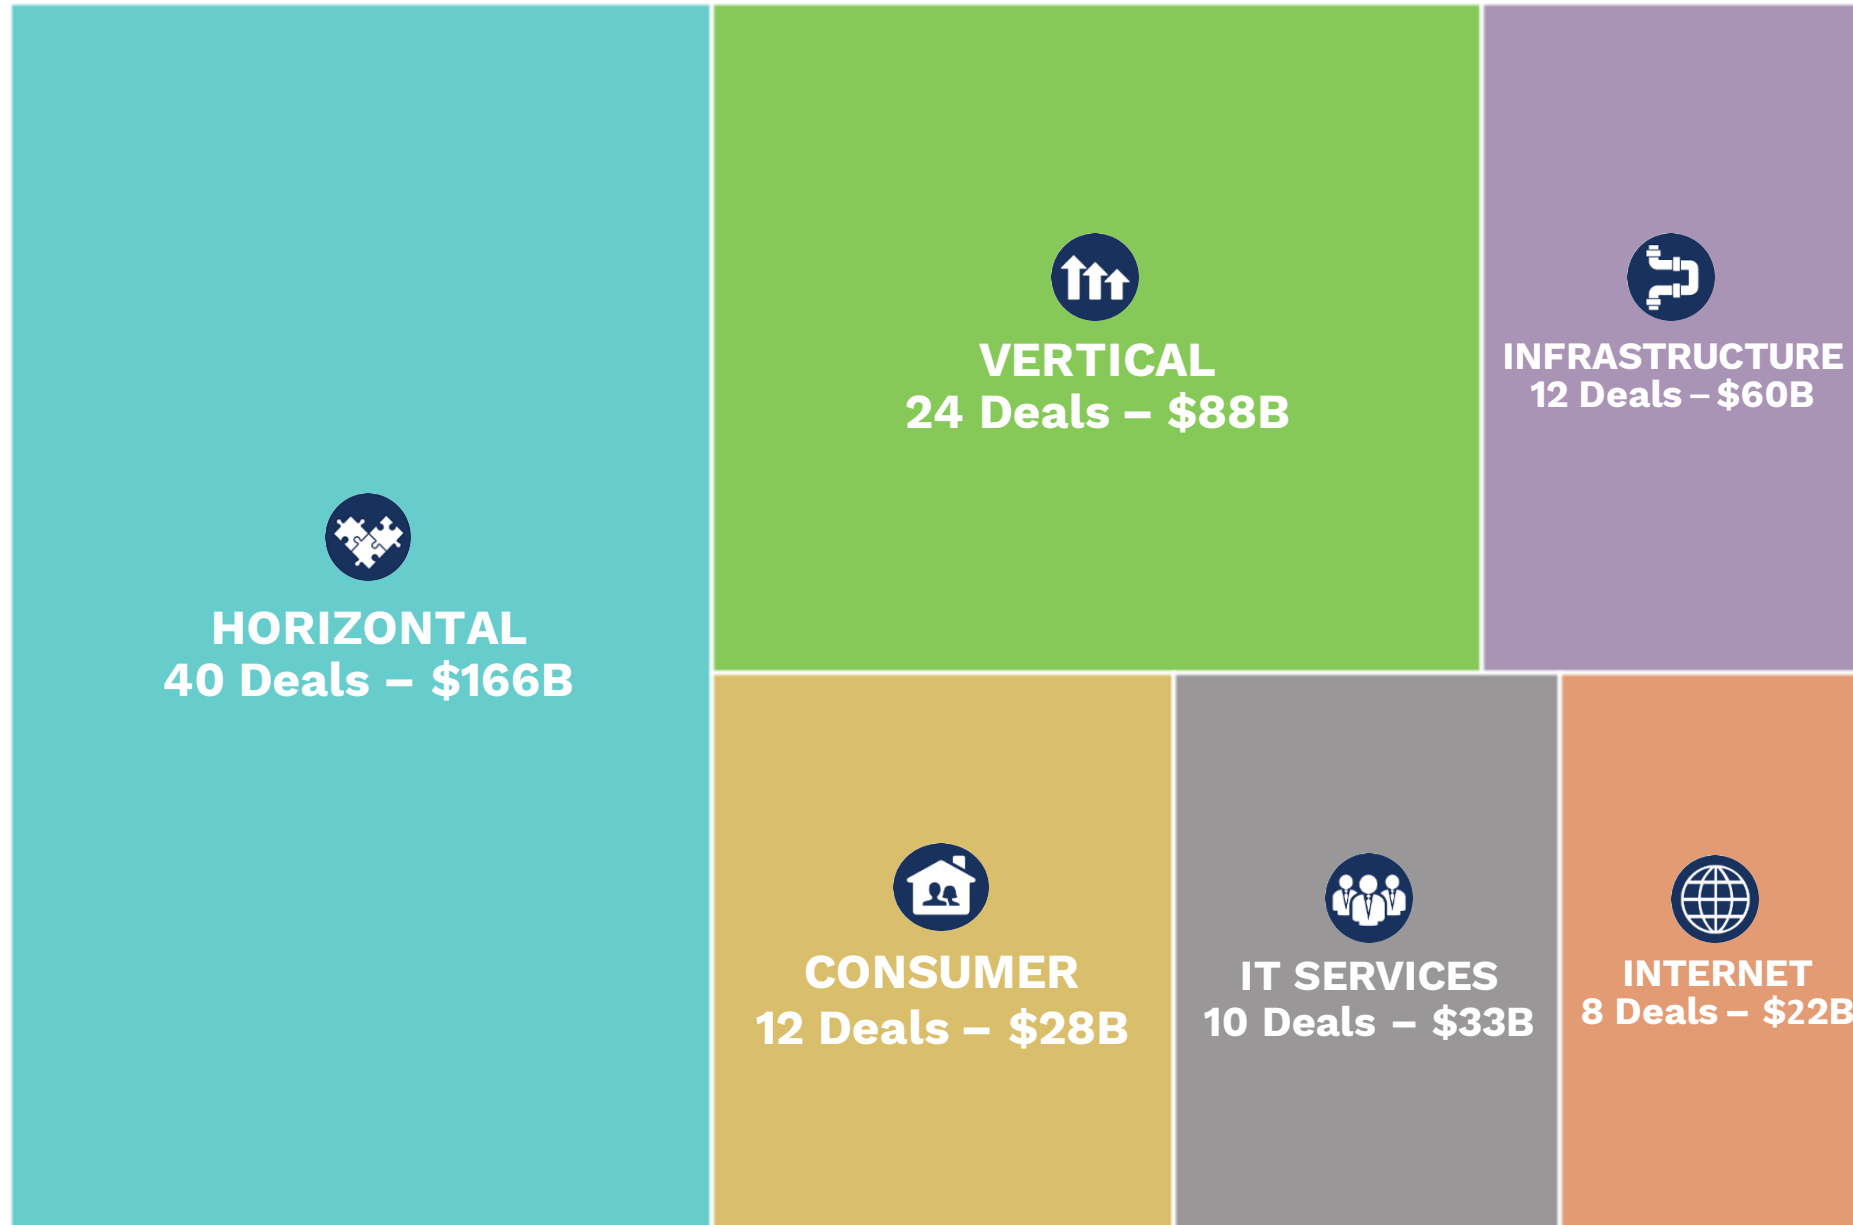 HORIZONTAL
40 Deals – $166B
VERTICAL
24 Deals – $88B
INFRASTRUCTURE
12 Deals – $60B
CONSUMER
12 Deals – $28B
IT SERVICES
10 Deals – $33B
INTERNET
8 Deals – $22B